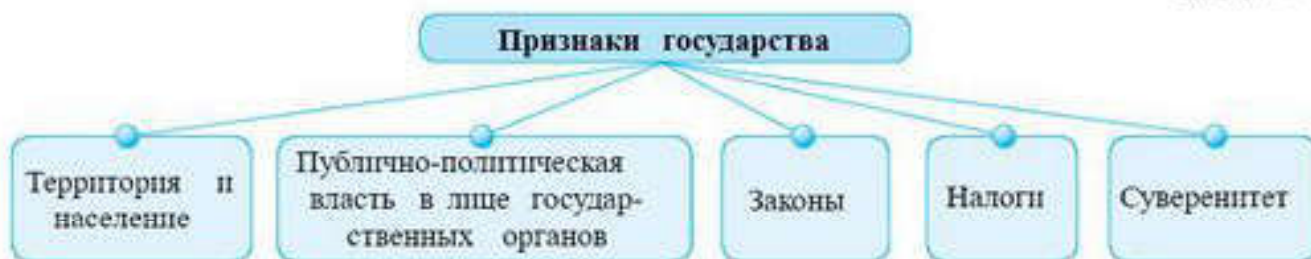 Признаки государства
Территория и
население
Публично-политическая
власть в лице государ-
ственных органов
Законы
Налоги
Суверенитет